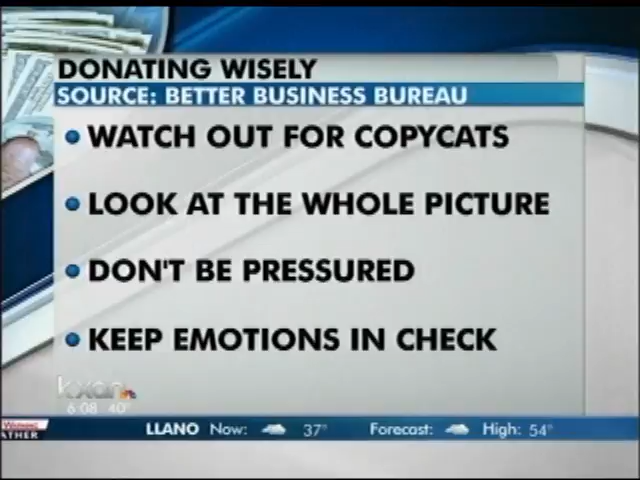 DONATING WISELY
SOURCE: BETTER BUSINESS BUREAU
• WATCH OUT FOR COPYCATS
• LOOK AT THE WHOLE PICTURE
• DON'T BE PRESSURED
• KEEP EMOTIONS IN CHECK
kxan
6:08 40°
LLANO Now: 37° Forecast: High: 54°